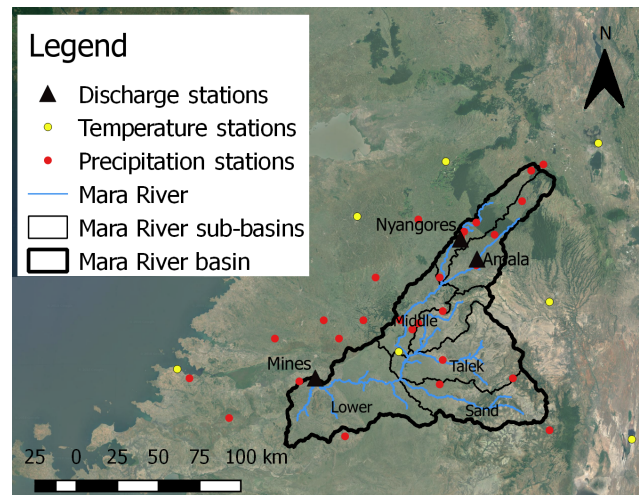 Legend
Discharge stations
Temperature stations
Precipitation stations
Mara River
Mara River sub-basins
Mara River basin
N
Nyangores
Amala
Middle
Mines
Talek
Lower
Sand
25 0 25 50 75 100 km